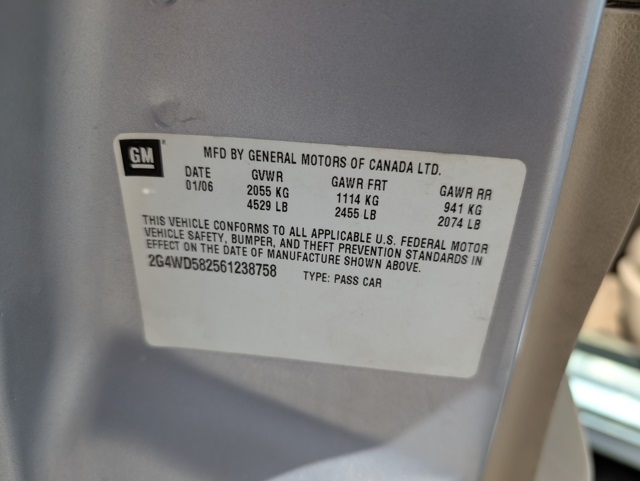 GM
MFD BY GENERAL MOTORS OF CANADA LTD.
DATE GVWR GAWR FRT GAWR RR
01/06 2055 KG 1114 KG 941 KG
4529 LB 2455 LB 2074 LB
THIS VEHICLE CONFORMS TO ALL APPLICABLE U.S. FEDERAL MOTOR
VEHICLE SAFETY, BUMPER, AND THEFT PREVENTION STANDARDS IN
EFFECT ON THE DATE OF MANUFACTURE SHOWN ABOVE.
2G4WD582561238758 TYPE: PASS CAR